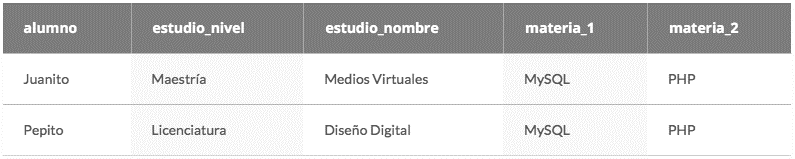 alumno estudio_nivel estudio_nombre materia_1 materia_2
Juanito Maestría Medios Virtuales MySQL PHP
Pepito Licenciatura Diseño Digital MySQL PHP